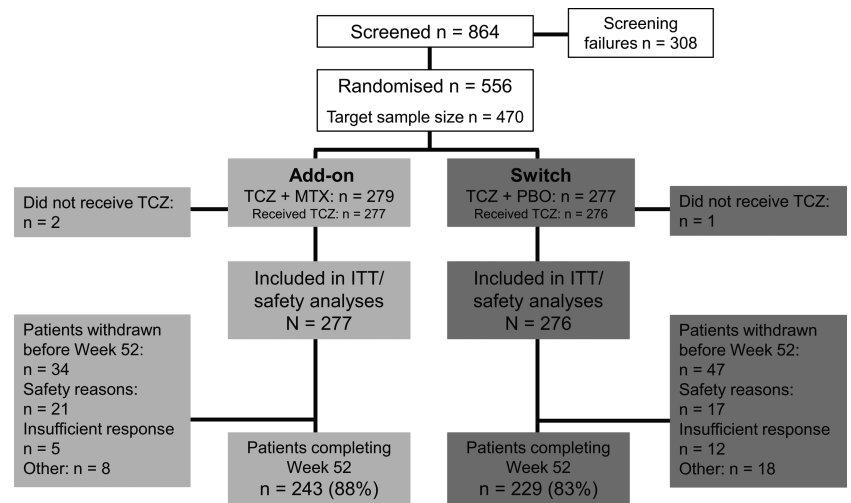 Screened n = 864
Screening
failures n = 308
Randomised n = 556
Target sample size n = 470
Add-on
TCZ + MTX: n = 279
Received TCZ: n = 277
Switch
TCZ + PBO: n = 277
Received TCZ: n = 276
Did not receive TCZ:
n = 2
Did not receive TCZ:
n = 1
Included in ITT/
safety analyses
N = 277
Included in ITT/
safety analyses
N = 276
Patients withdrawn
before Week 52:
n = 34
Safety reasons:
n = 21
Insufficient response
n = 5
Other: n = 8
Patients withdrawn
before Week 52:
n = 47
Safety reasons:
n = 17
Insufficient response
n = 12
Other: n = 18
Patients completing
Week 52
n = 243 (88%)
Patients completing
Week 52
n = 229 (83%)